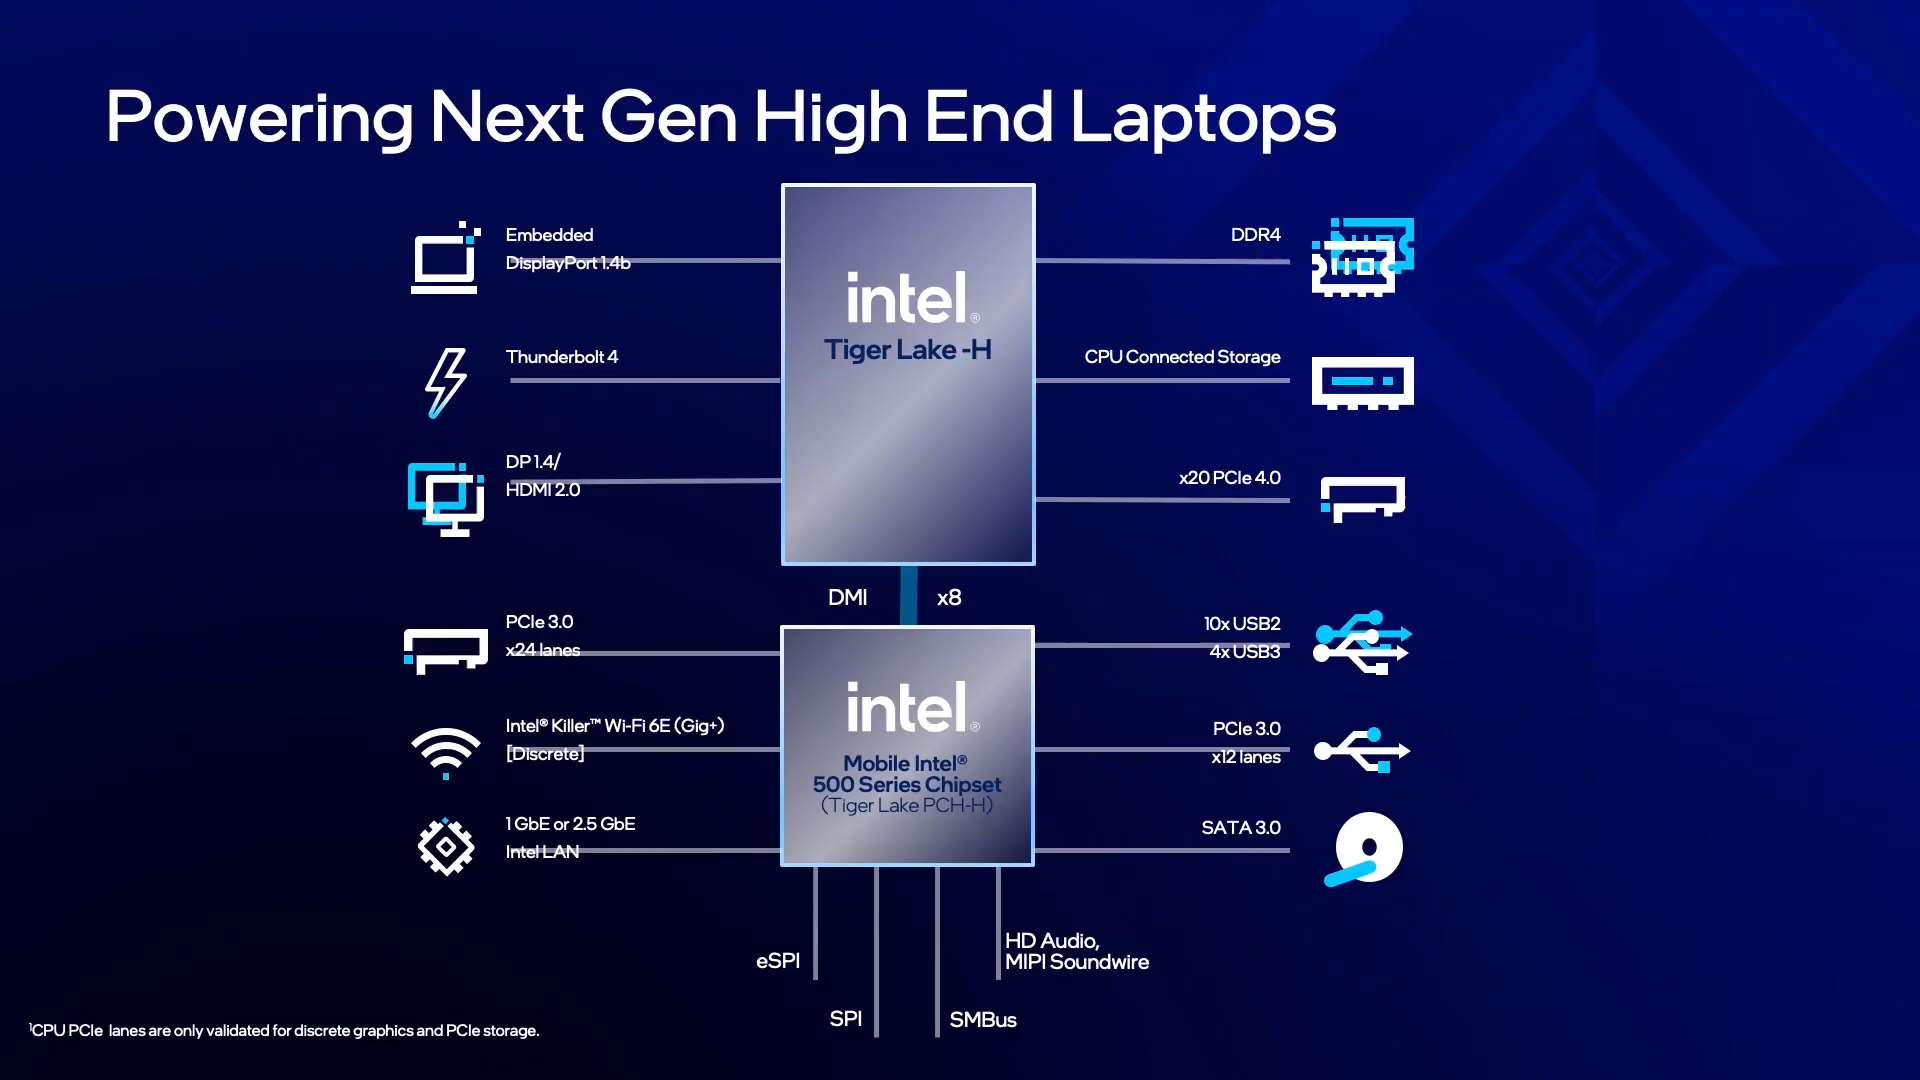 Powering Next Gen High End Laptops
Embedded
DisplayPort 1.4b
Thunderbolt 4
DP 1.4/
HDMI 2.0
intel®
Tiger Lake -H
DDR4
CPU Connected Storage
x20 PCIe 4.0
DMI
x8
PCIe 3.0
x24 lanes
Intel® Killer™ Wi-Fi 6E (Gig+)
[Discrete]
1 GbE or 2.5 GbE
Intel LAN
intel®
Mobile Intel®
500 Series Chipset
(Tiger Lake PCH-H)
10x USB2
4x USB3
PCIe 3.0
x12 lanes
SATA 3.0
eSPI
SPI
SMBus
HD Audio,
MIPI Soundwire
¹CPU PCIe lanes are only validated for discrete graphics and PCIe storage.